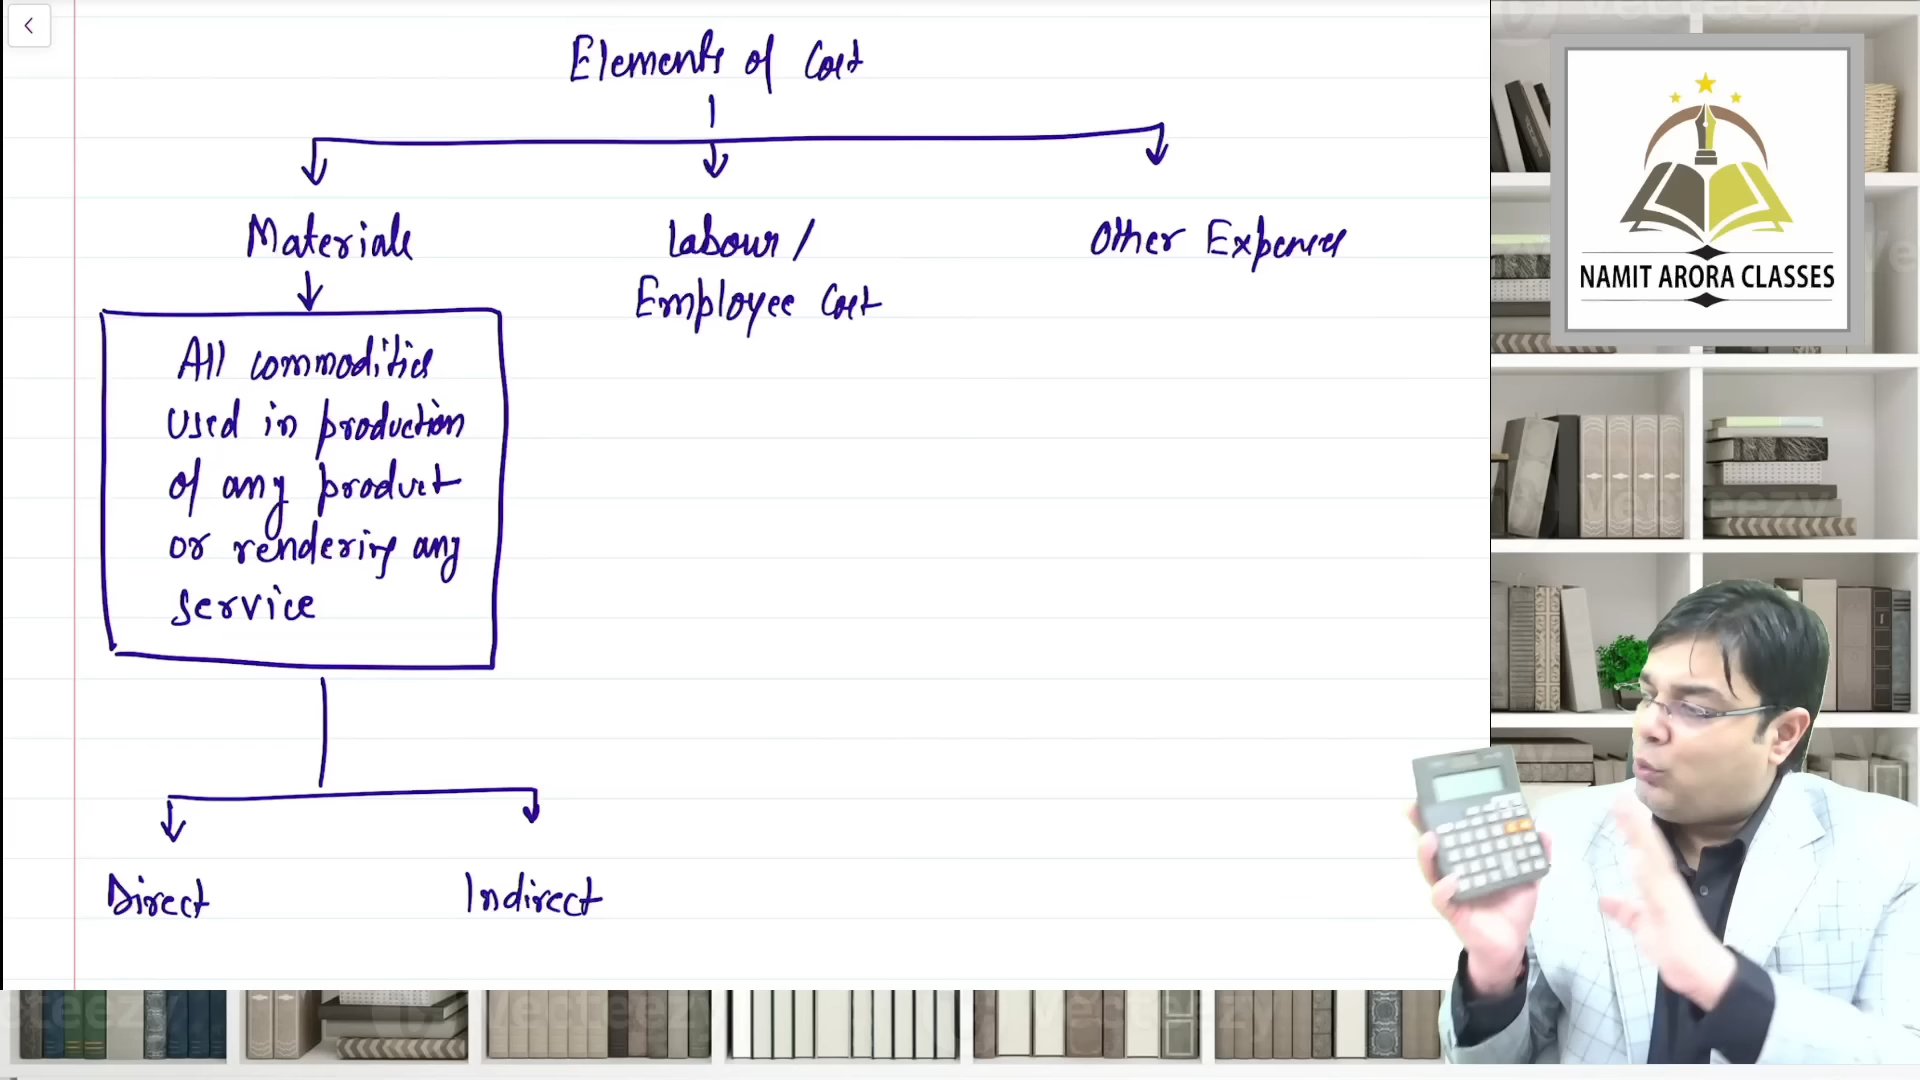 Elements of Cost
Materials
Labour /
Employee Cost
Other Expenses
All commodities
used in production
of any product
or rendering any
service
Direct
Indirect
NAMIT ARORA CLASSES